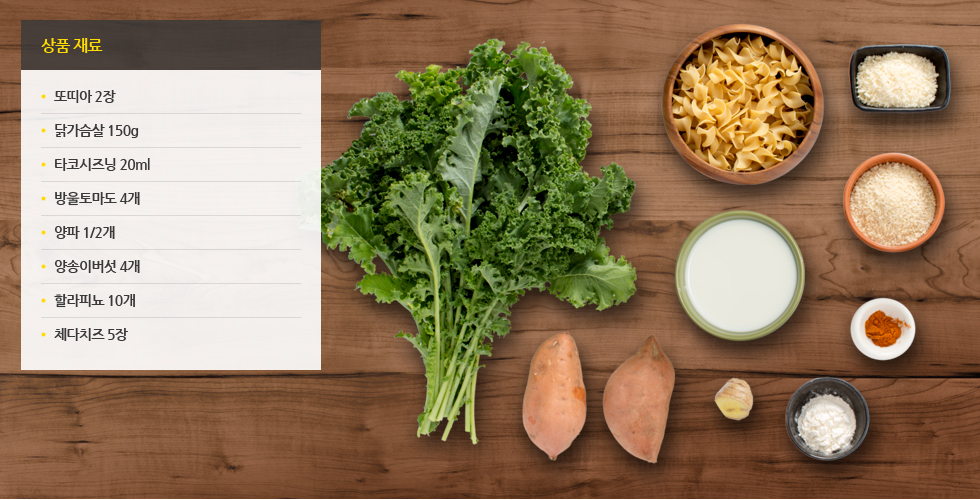 상품 재료
또띠아 2장
닭가슴살 150g
타코시즈닝 20ml
방울토마도 4개
양파 1/2개
양송이버섯 4개
할라피뇨 10개
체다치즈 5장